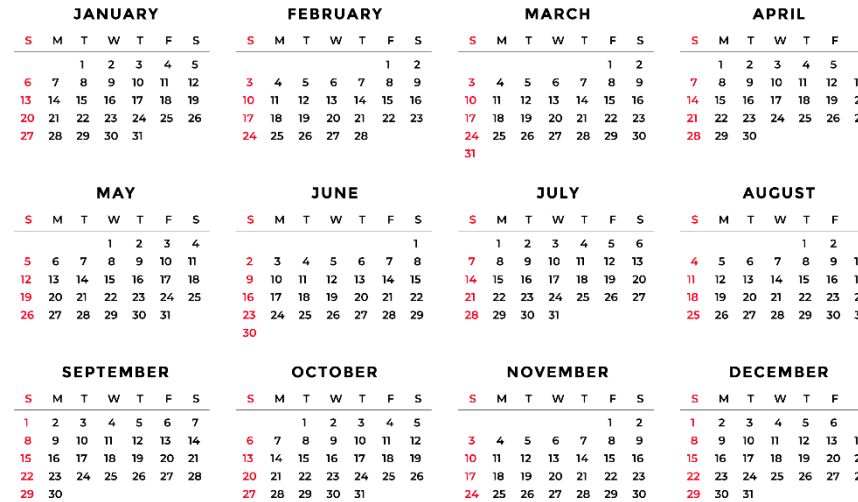 JANUARY FEBRUARY MARCH APRIL
S M T W T F S S M T W T F S S M T W T F S S M T W T F
1 2 3 4 5 1 2 1 2 1 2 3 4 5
6 7 8 9 10 11 12 3 4 5 6 7 8 9 3 4 5 6 7 8 9 7 8 9 10 11 12
13 14 15 16 17 18 19 10 11 12 13 14 15 16 10 11 12 13 14 15 16 14 15 16 17 18 19
20 21 22 23 24 25 26 17 18 19 20 21 22 23 17 18 19 20 21 22 23 21 22 23 24 25 26
27 28 29 30 31 24 25 26 27 28 24 25 26 27 28 29 30 28 29 30
31
MAY JUNE JULY AUGUST
S M T W T F S S M T W T F S S M T W T F S S M T W T F
1 2 3 4 1 1 2 3 4 5 6 1 2
5 6 7 8 9 10 11 2 3 4 5 6 7 8 7 8 9 10 11 12 13 4 5 6 7 8 9
12 13 14 15 16 17 18 9 10 11 12 13 14 15 14 15 16 17 18 19 20 11 12 13 14 15 16
19 20 21 22 23 24 25 16 17 18 19 20 21 22 21 22 23 24 25 26 27 18 19 20 21 22 23
26 27 28 29 30 31 23 24 25 26 27 28 29 28 29 30 31 25 26 27 28 29 30
30
SEPTEMBER OCTOBER NOVEMBER DECEMBER
S M T W T F S S M T W T F S S M T W T F S S M T W T F
1 2 3 4 5 6 7 1 2 3 4 5 1 2 1 2 3 4 5 6
8 9 10 11 12 13 14 6 7 8 9 10 11 12 3 4 5 6 7 8 9 8 9 10 11 12 13
15 16 17 18 19 20 21 13 14 15 16 17 18 19 10 11 12 13 14 15 16 15 16 17 18 19 20
22 23 24 25 26 27 28 20 21 22 23 24 25 26 17 18 19 20 21 22 23 22 23 24 25 26 27
29 30 27 28 29 30 31 24 25 26 27 28 29 30 29 30 31